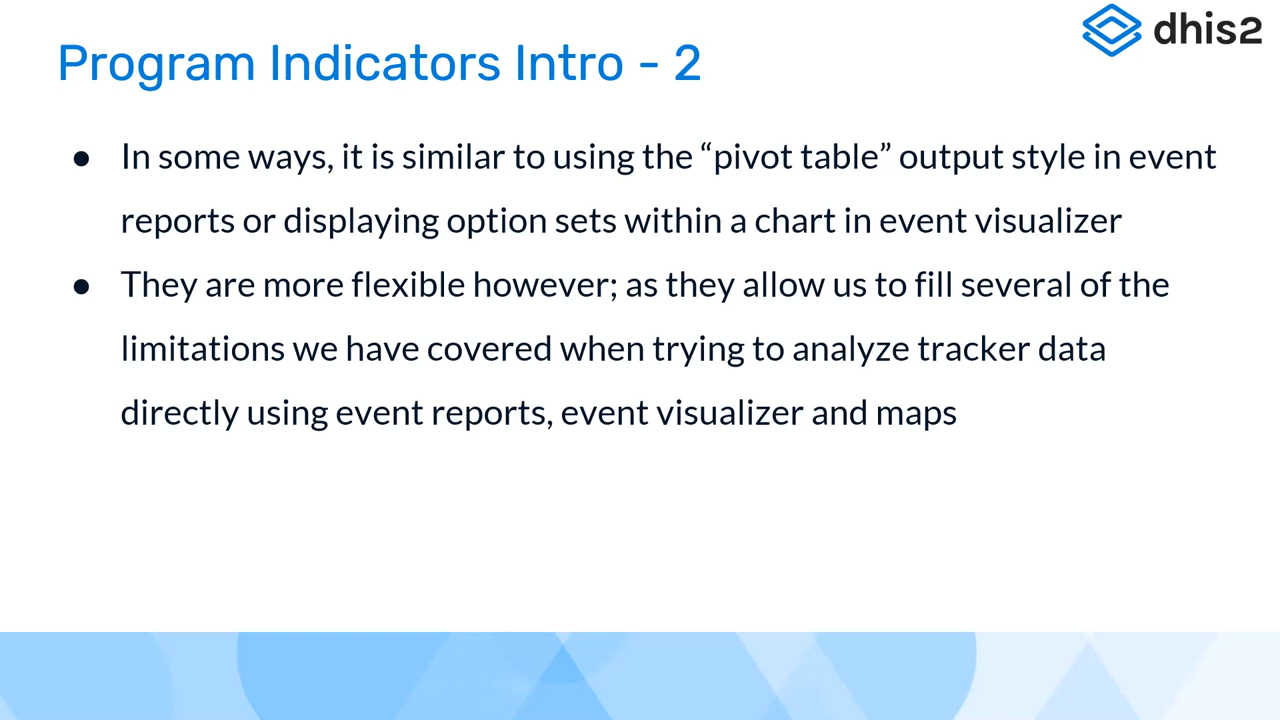 dhis2
Program Indicators Intro - 2
● In some ways, it is similar to using the “pivot table” output style in event
reports or displaying option sets within a chart in event visualizer
● They are more flexible however; as they allow us to fill several of the
limitations we have covered when trying to analyze tracker data
directly using event reports, event visualizer and maps